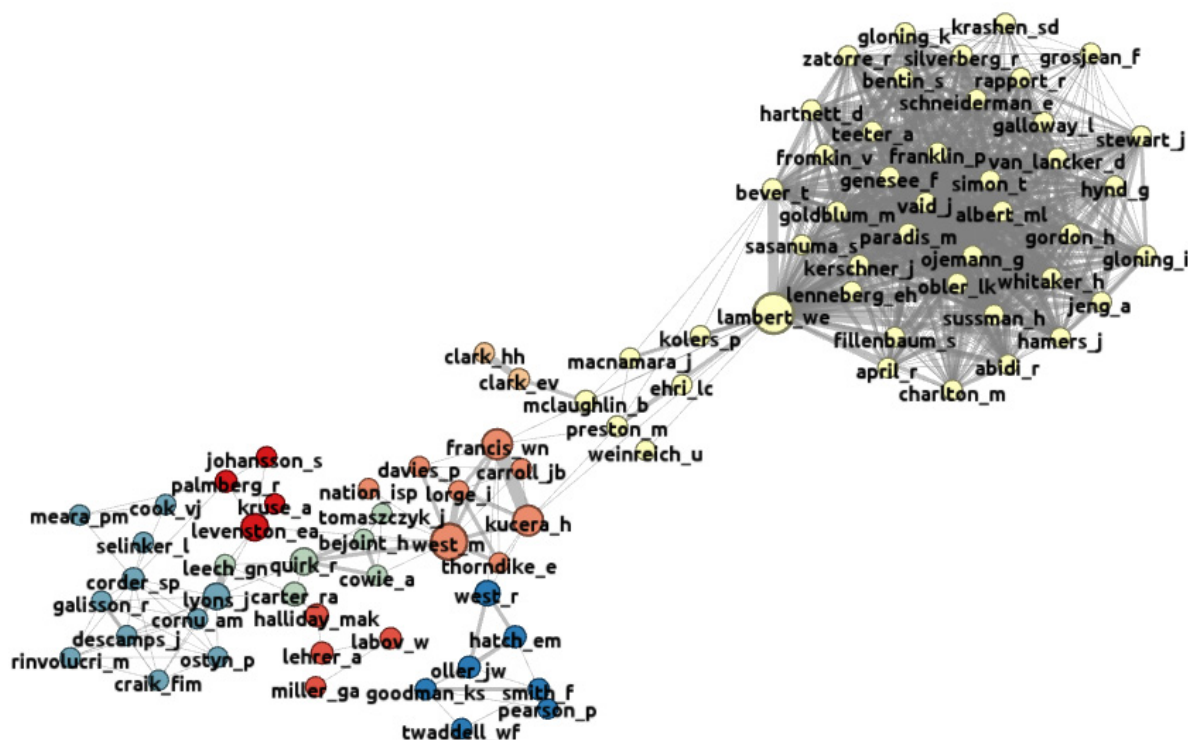 krashen_sd
gloning_k
grosjean_f
zatorre_r
silverberg_r
bentin_s
rapport_r
schneiderman_e
hartnett_d
galloway_l
teeter_a
stewart_j
fromkin_v
franklin_p
van_lancker_d
genesee_f
simon_t
hynd_g
bever_t
vaid_j
goldblum_m
albert_ml
paradis_m
gordon_h
sasanuma_s
ojemann_g
gloning_i
kerschner_j
whitaker_h
lenneberg_eh
obler_lk
jeng_a
lambert_we
sussman_h
kolers_p
fillenbaum_s
hamers_j
clark_hh
macnamara_j
abidi_r
april_r
clark_ev
ehri_lc
charlton_m
mclaughlin_b
preston_m
francis_wn
weinreich_u
johansson_s
davies_p
carroll_jb
palmberg_r
nation_isp
lorge_i
cook_vj
kruse_a
meara_pm
tomaszczyk_j
kucera_h
levenston_ea
selinker_l
bejoint_h
west_m
leech_gn
quirk_r
thorndike_e
corder_sp
cowie_a
galisson_r
lyons_j
carter_ra
west_r
cornu_am
halliday_mak
descamps_j
labov_w
hatch_em
rinvolucri_m
ostyn_p
lehrer_a
oller_jw
craik_fim
miller_ga
goodman_ks
smith_f
pearson_p
twaddell_wf